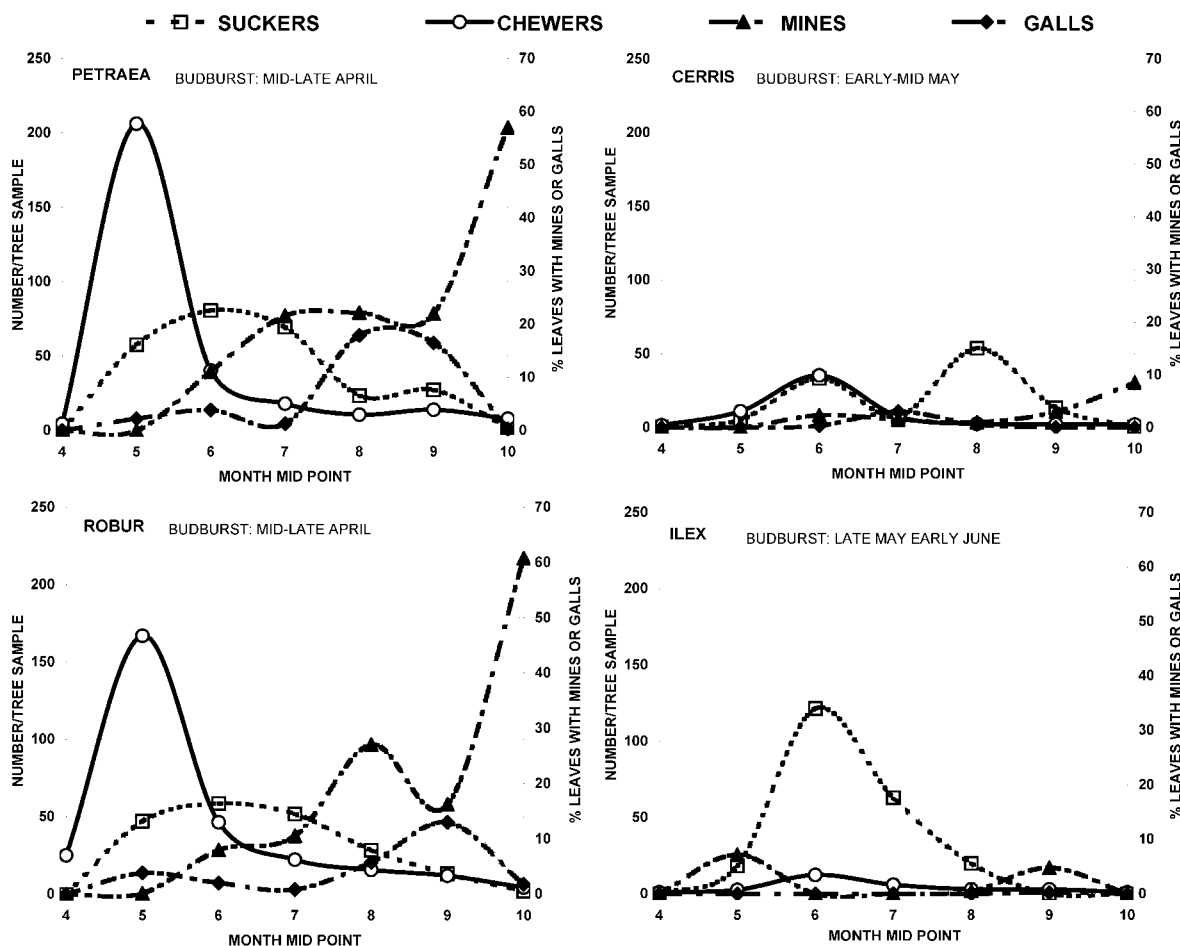 SUCKERS CHEWERS MINES GALLS
PETRAEA BUDBURST: MID-LATE APRIL
250
200
150
100
50
0
NUMBER/TREE SAMPLE
70
60
50
40
30
20
10
0
% LEAVES WITH MINES OR GALLS
4 5 6 7 8 9 10
MONTH MID POINT
CERRIS BUDBURST: EARLY-MID MAY
250
200
150
100
50
0
NUMBER/TREE SAMPLE
70
60
50
40
30
20
10
0
% LEAVES WITH MINES OR GALLS
4 5 6 7 8 9 10
MONTH MID POINT
ROBUR BUDBURST: MID-LATE APRIL
250
200
150
100
50
0
NUMBER/TREE SAMPLE
70
60
50
40
30
20
10
0
% LEAVES WITH MINES OR GALLS
4 5 6 7 8 9 10
MONTH MID POINT
ILEX BUDBURST: LATE MAY EARLY JUNE
250
200
150
100
50
0
NUMBER/TREE SAMPLE
70
60
50
40
30
20
10
0
% LEAVES WITH MINES OR GALLS
4 5 6 7 8 9 10
MONTH MID POINT